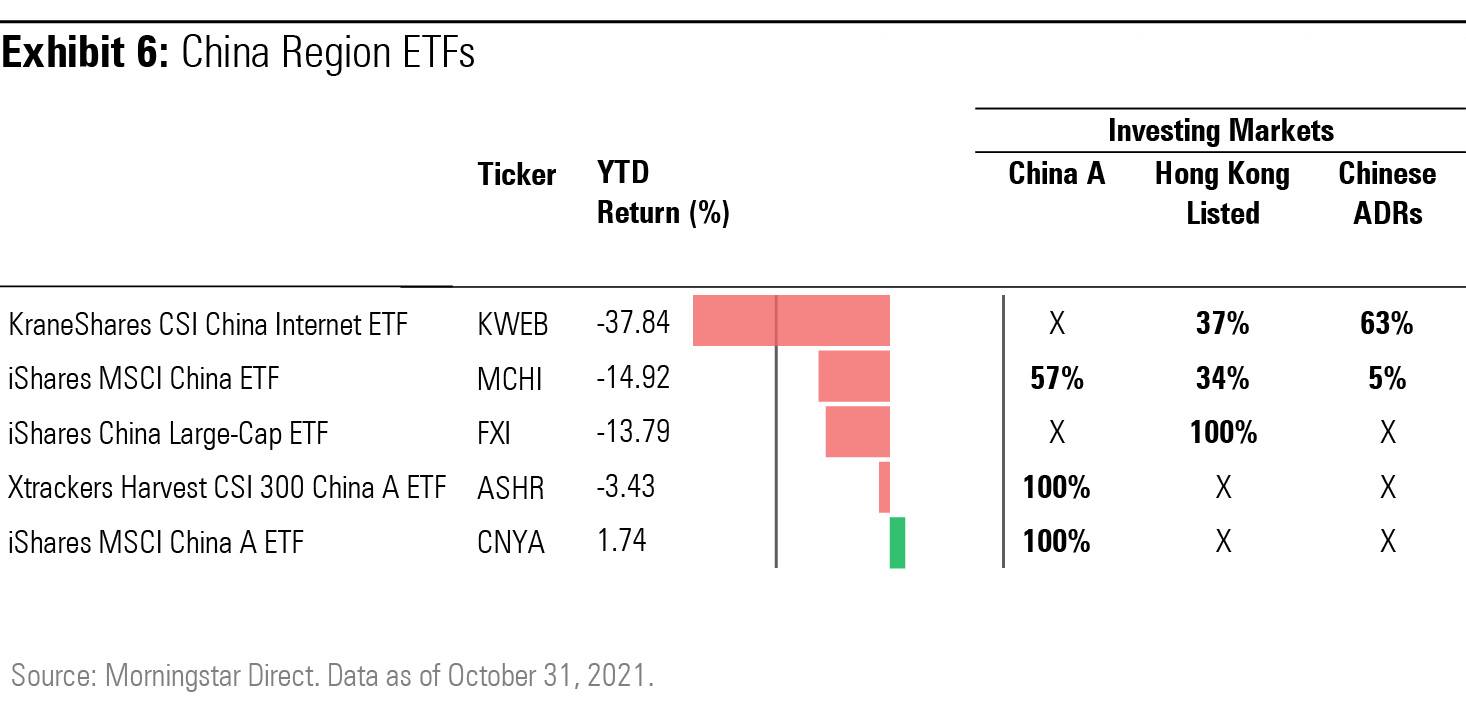 Exhibit 6: China Region ETFs
Investing Markets
Ticker YTD Return (%) China A Hong Kong Listed Chinese ADRs
KraneShares CSI China Internet ETF KWEB -37.84 X 37% 63%
iShares MSCI China ETF MCHI -14.92 57% 34% 5%
iShares China Large-Cap ETF FXI -13.79 X 100% X
Xtrackers Harvest CSI 300 China A ETF ASHR -3.43 100% X X
iShares MSCI China A ETF CNYA 1.74 100% X X
Source: Morningstar Direct. Data as of October 31, 2021.